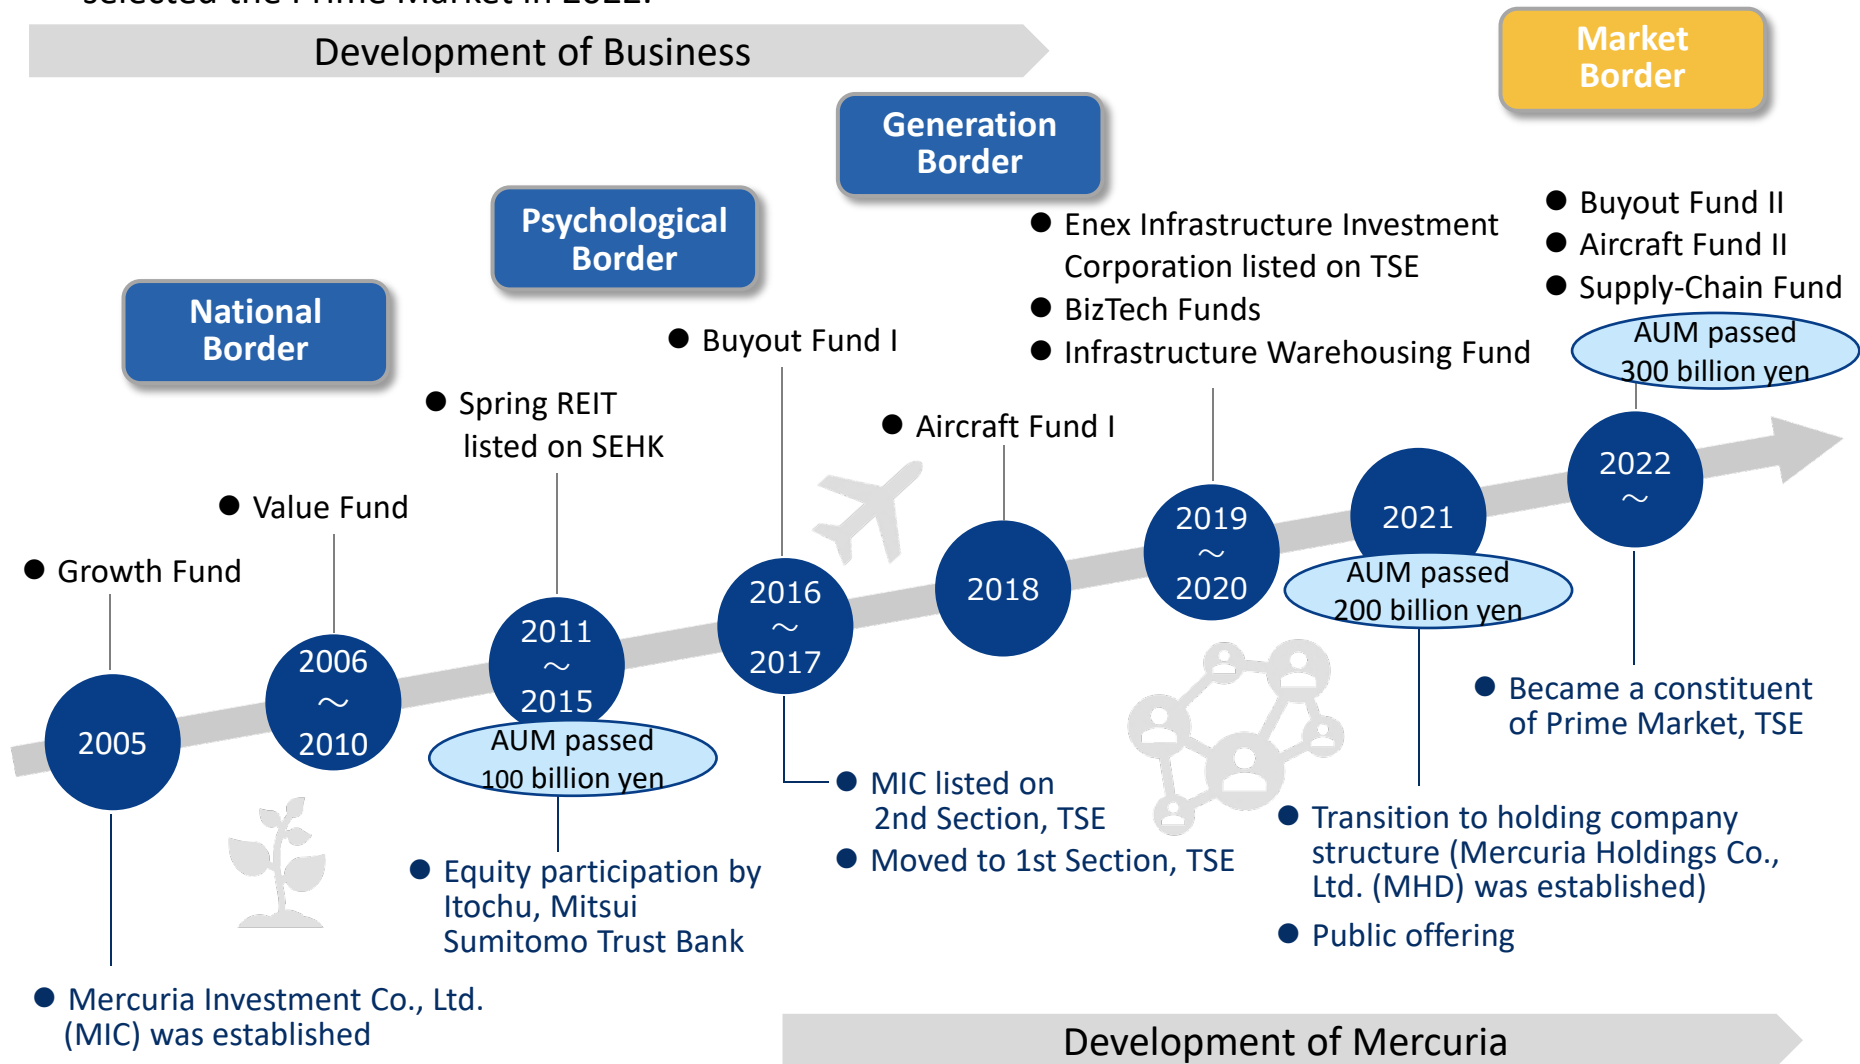 selected the Prime Market in 2022.
Development of Business
Market
Border
Generation
Border
Psychological
Border
National
Border
● Growth Fund
● Value Fund
● Spring REIT
listed on SEHK
● Buyout Fund I
● Aircraft Fund I
● Enex Infrastructure Investment
Corporation listed on TSE
● BizTech Funds
● Infrastructure Warehousing Fund
● Buyout Fund II
● Aircraft Fund II
● Supply-Chain Fund
AUM passed
300 billion yen
2005
2006
～
2010
2011
～
2015
AUM passed
100 billion yen
2016
～
2017
2018
2019
～
2020
2021
AUM passed
200 billion yen
2022
～
● Mercuria Investment Co., Ltd.
(MIC) was established
● Equity participation by
Itochu, Mitsui
Sumitomo Trust Bank
● MIC listed on
2nd Section, TSE
● Moved to 1st Section, TSE
● Transition to holding company
structure (Mercuria Holdings Co.,
Ltd. (MHD) was established)
● Public offering
● Became a constituent
of Prime Market, TSE
Development of Mercuria